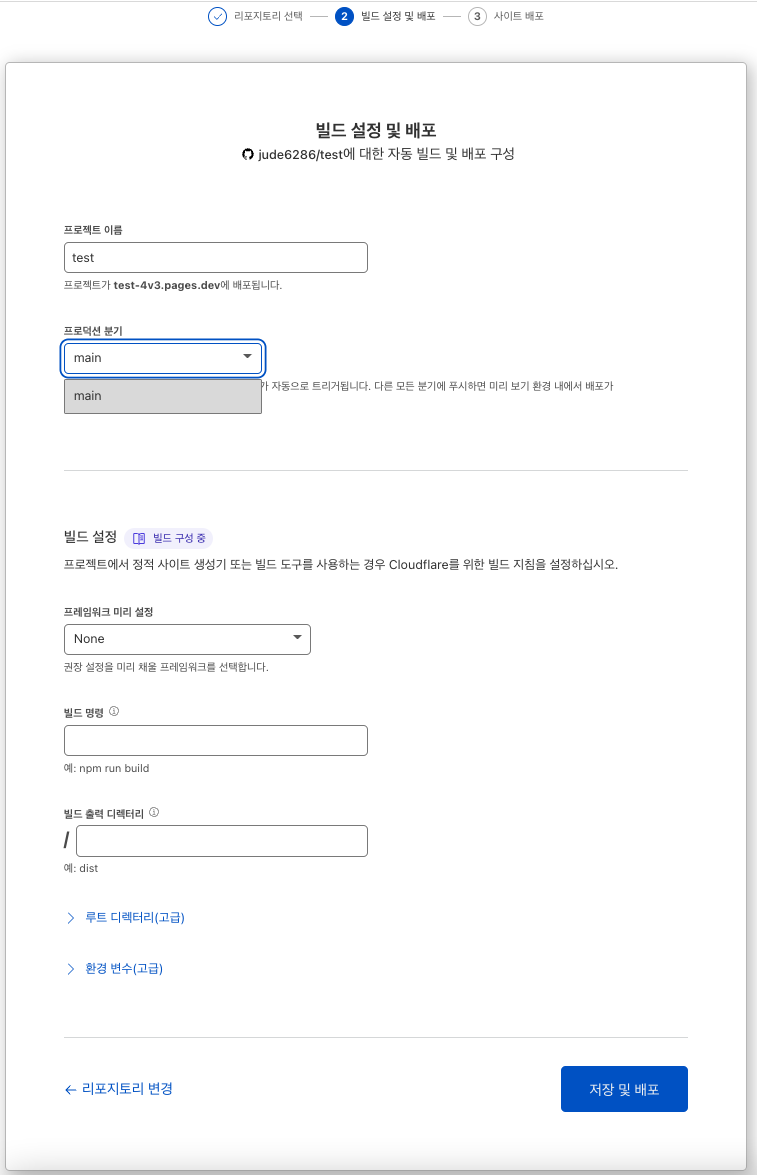 리포지토리 선택 2 빌드 설정 및 배포 3 사이트 배포
빌드 설정 및 배포
jude6286/test에 대한 자동 빌드 및 배포 구성
프로젝트 이름
test
프로젝트가 test-4v3.pages.dev에 배포됩니다.
프로덕션 분기
main
가 자동으로 트리거됩니다. 다른 모든 분기에 푸시하면 미리 보기 환경 내에서 배포가
main
빌드 설정 빌드 구성 중
프로젝트에서 정적 사이트 생성기 또는 빌드 도구를 사용하는 경우 Cloudflare를 위한 빌드 지침을 설정하십시오.
프레임워크 미리 설정
None
권장 설정을 미리 채울 프레임워크를 선택합니다.
빌드 명령
예: npm run build
빌드 출력 디렉터리
/
예: dist
루트 디렉터리(고급)
환경 변수(고급)
← 리포지토리 변경
저장 및 배포